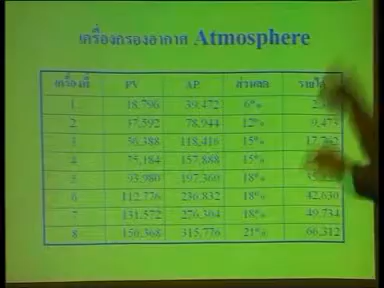 เครื่องกรองอากาศ Atmosphere
เครื่องที่ PV AP ส่วนลด รายได้
1 18,796 39,472 6%
2 37,592 78,944 12% 9,473
3 56,388 118,416 15% 17,762
4 75,184 157,888 15%
5 93,980 197,360 18%
6 112,776 236,832 18% 42,630
7 131,572 276,304 18% 49,734
8 150,368 315,776 21% 66,312